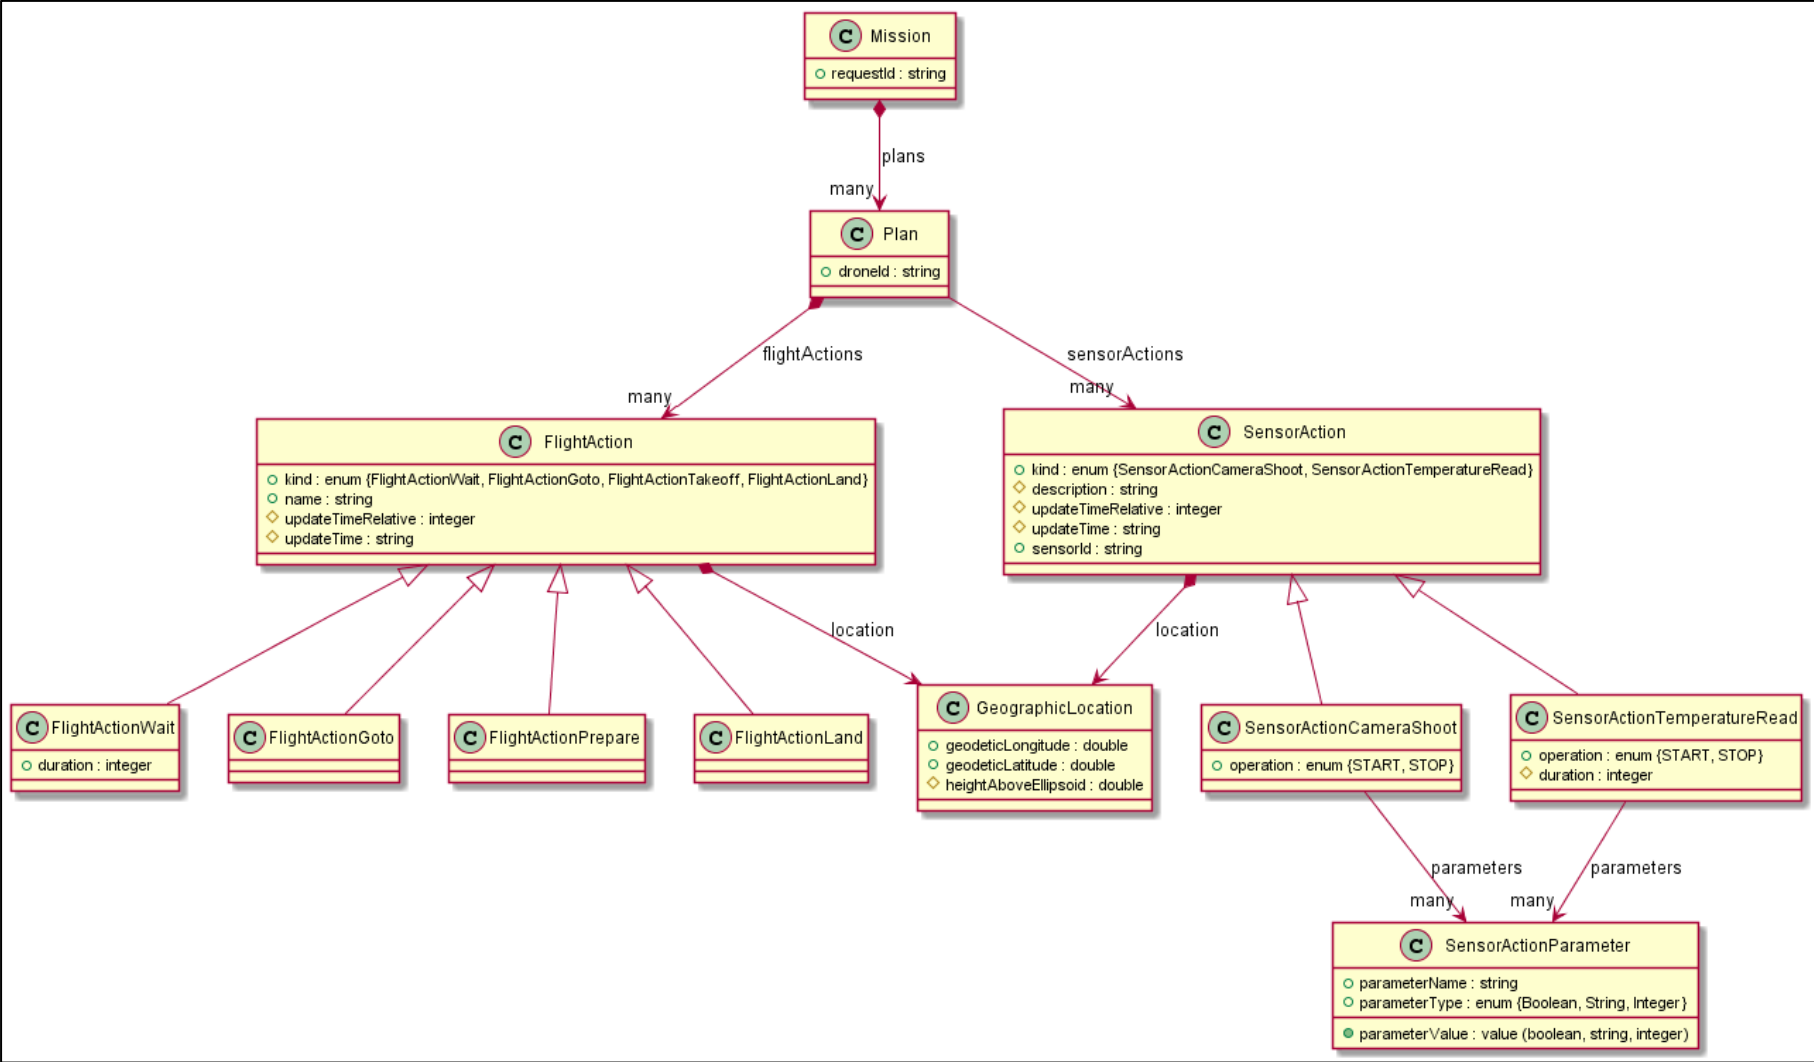 C Mission
requestId : string
plans
many
C Plan
droneId : string
flightActions
sensorActions
many
many
C FlightAction
kind : enum {FlightActionWait, FlightActionGoto, FlightActionTakeoff, FlightActionLand}
name : string
updateTimeRelative : integer
updateTime : string
C SensorAction
kind : enum {SensorActionCameraShoot, SensorActionTemperatureRead}
description : string
updateTimeRelative : integer
updateTime : string
sensorId : string
location
location
C FlightActionWait
duration : integer
C FlightActionGoto
C FlightActionPrepare
C FlightActionLand
C GeographicLocation
geodeticLongitude : double
geodeticLatitude : double
heightAboveEllipsoid : double
C SensorActionCameraShoot
operation : enum {START, STOP}
C SensorActionTemperatureRead
operation : enum {START, STOP}
duration : integer
parameters
parameters
many
many
C SensorActionParameter
parameterName : string
parameterType : enum {Boolean, String, Integer}
parameterValue : value (boolean, string, integer)